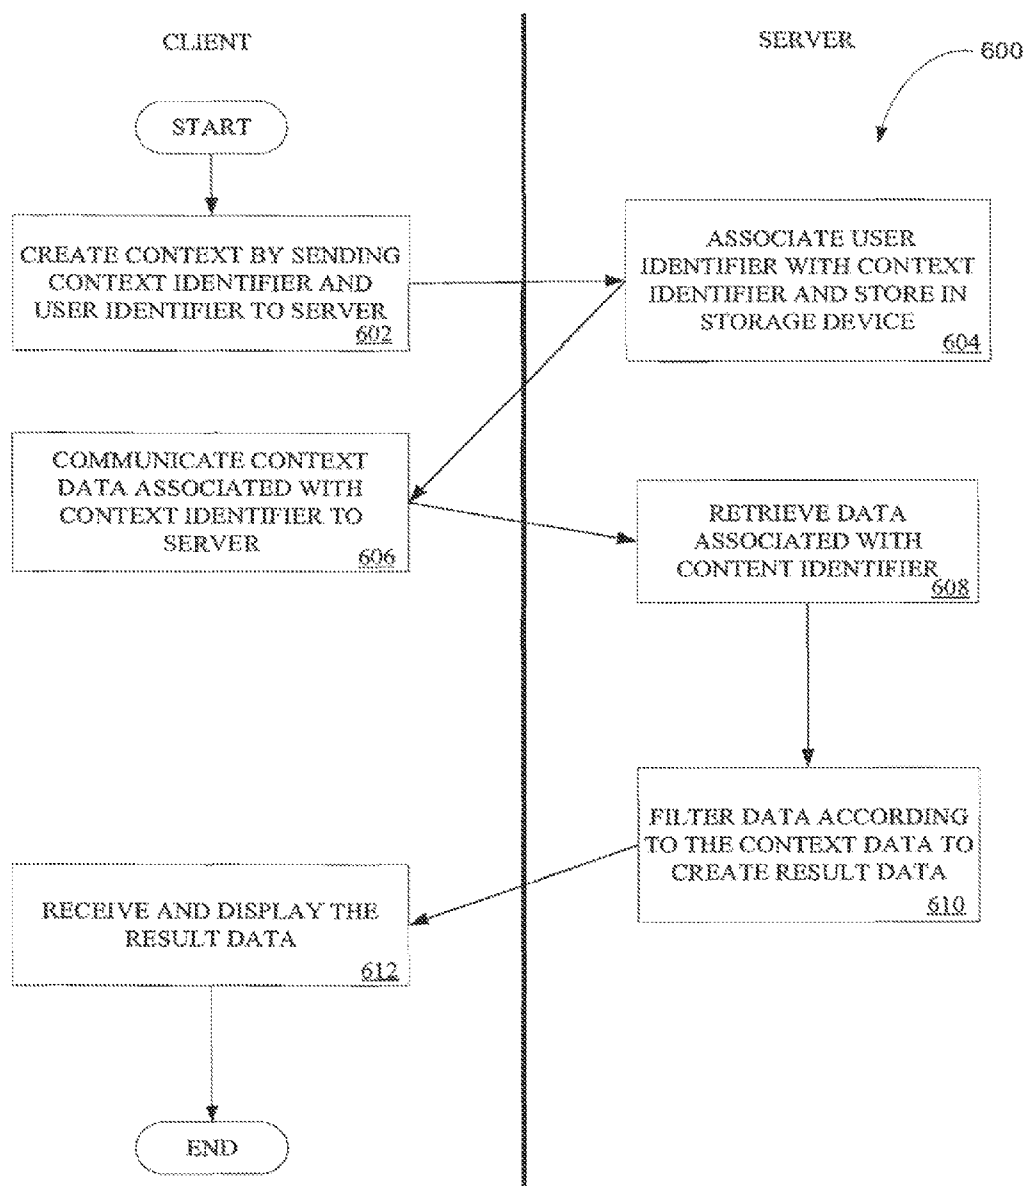 CLIENT
SERVER
600
START
CREATE CONTEXT BY SENDING
CONTEXT IDENTIFIER AND
USER IDENTIFIER TO SERVER
602
ASSOCIATE USER
IDENTIFIER WITH CONTEXT
IDENTIFIER AND STORE IN
STORAGE DEVICE
604
COMMUNICATE CONTEXT
DATA ASSOCIATED WITH
CONTEXT IDENTIFIER TO
SERVER
606
RETRIEVE DATA
ASSOCIATED WITH
CONTENT IDENTIFIER
608
FILTER DATA ACCORDING
TO THE CONTEXT DATA TO
CREATE RESULT DATA
610
RECEIVE AND DISPLAY THE
RESULT DATA
612
END